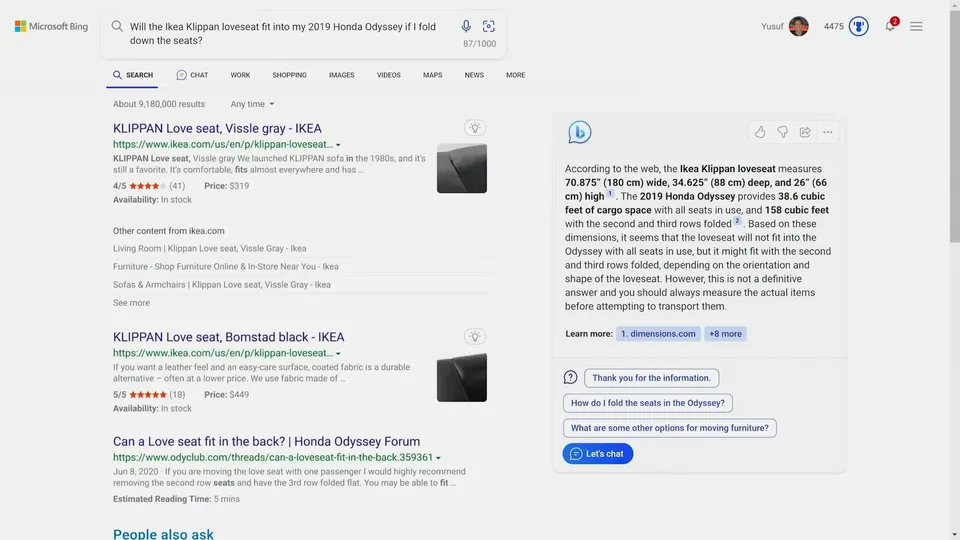 Microsoft Bing
Will the Ikea Klippan loveseat fit into my 2019 Honda Odyssey if I fold
down the seats?
87/1000
Yusuf
4475
2
SEARCH
CHAT
WORK
SHOPPING
IMAGES
VIDEOS
MAPS
NEWS
MORE
About 9,180,000 results
Any time
KLIPPAN Love seat, Vissle gray - IKEA
https://www.ikea.com/us/en/p/klippan-loveseat...
KLIPPAN Love seat, Vissle gray We launched KLIPPAN sofa in the 1980s, and it's
still a favorite. It's comfortable, fits almost everywhere and has ...
4/5 (41) Price: $319
Availability: In stock
Other content from ikea.com
Living Room | Klippan Love seat, Vissle Gray - Ikea
Furniture - Shop Furniture Online & In-Store Near You - Ikea
Sofas & Armchairs | Klippan Love seat, Vissle Gray - Ikea
See more
KLIPPAN Love seat, Bomstad black - IKEA
https://www.ikea.com/us/en/p/klippan-loveseat...
If you want a leather feel and an easy-care surface, coated fabric is a durable
alternative – often at a lower price. We use fabric made of ...
5/5 (18) Price: $449
Availability: In stock
Can a Love seat fit in the back? | Honda Odyssey Forum
https://www.odyclub.com/threads/can-a-loveseat-fit-in-the-back.359361
Jun 8, 2020 · If you are moving the love seat with one passenger I would highly recommend
removing the second row seats and have the 3rd row folded flat. You may be able to fit ...
Estimated Reading Time: 5 mins
People also ask
b
According to the web, the Ikea Klippan loveseat measures
70.875” (180 cm) wide, 34.625” (88 cm) deep, and 26” (66
cm) high 1 . The 2019 Honda Odyssey provides 38.6 cubic
feet of cargo space with all seats in use, and 158 cubic feet
with the second and third rows folded 2 . Based on these
dimensions, it seems that the loveseat will not fit into the
Odyssey with all seats in use, but it might fit with the second
and third rows folded, depending on the orientation and
shape of the loveseat. However, this is not a definitive
answer and you should always measure the actual items
before attempting to transport them.
Learn more: 1. dimensions.com +8 more
Thank you for the information.
How do I fold the seats in the Odyssey?
What are some other options for moving furniture?
Let's chat